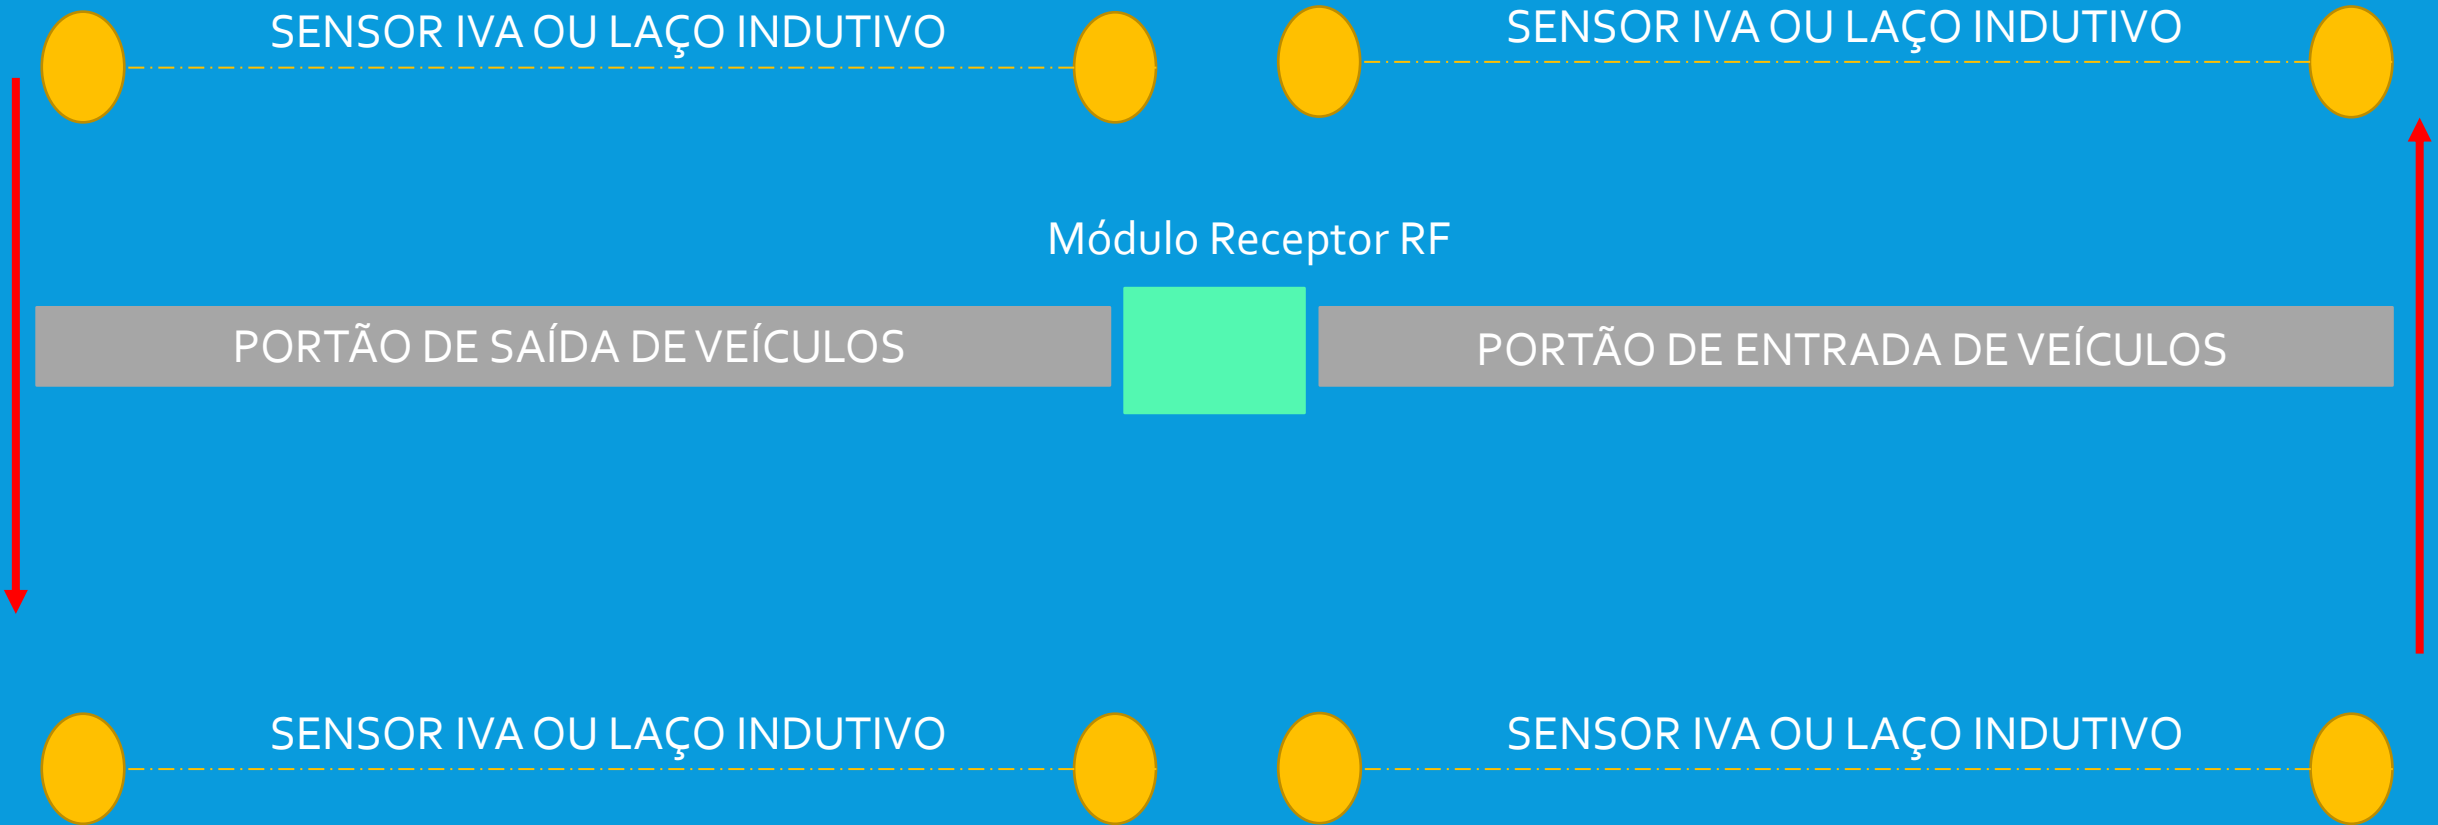 SENSOR IVA OU LAÇO INDUTIVO
SENSOR IVA OU LAÇO INDUTIVO
Módulo Receptor RF
PORTÃO DE SAÍDA DE VEÍCULOS
PORTÃO DE ENTRADA DE VEÍCULOS
SENSOR IVA OU LAÇO INDUTIVO
SENSOR IVA OU LAÇO INDUTIVO